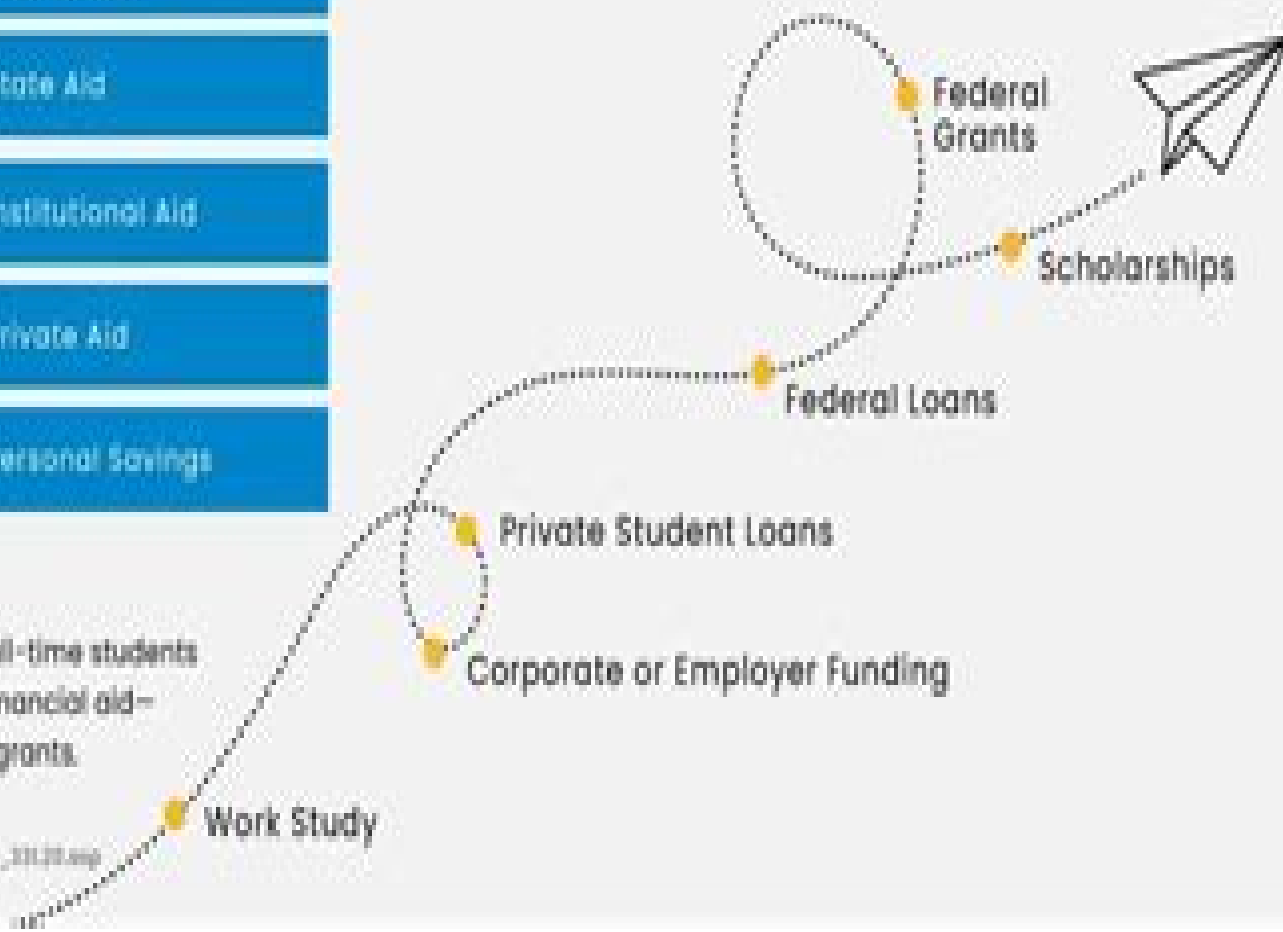 tate Aid
nstitutional Aid
rivate Aid
ersonal Savings
ll-time students
nancial aid—
grants.
Federal
Grants
Scholarships
Federal Loans
Private Student Loans
Corporate or Employer Funding
Work Study